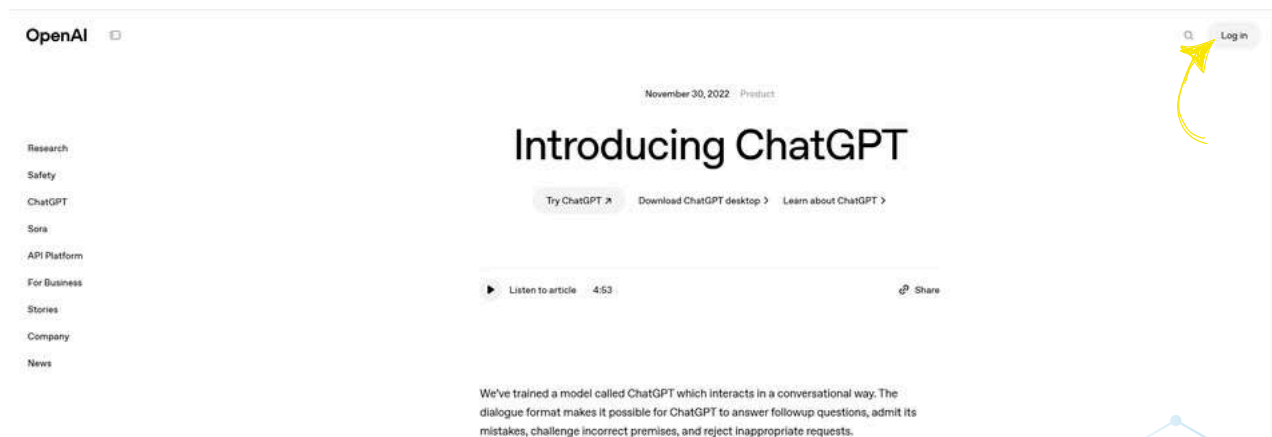 OpenAI
Log in
November 30, 2022 Product
Introducing ChatGPT
Try ChatGPT ↗ Download ChatGPT desktop > Learn about ChatGPT >
Research
Safety
ChatGPT
Sora
API Platform
For Business
Stories
Company
News
Listen to article 4:53
Share
We've trained a model called ChatGPT which interacts in a conversational way. The
dialogue format makes it possible for ChatGPT to answer followup questions, admit its
mistakes, challenge incorrect premises, and reject inappropriate requests.